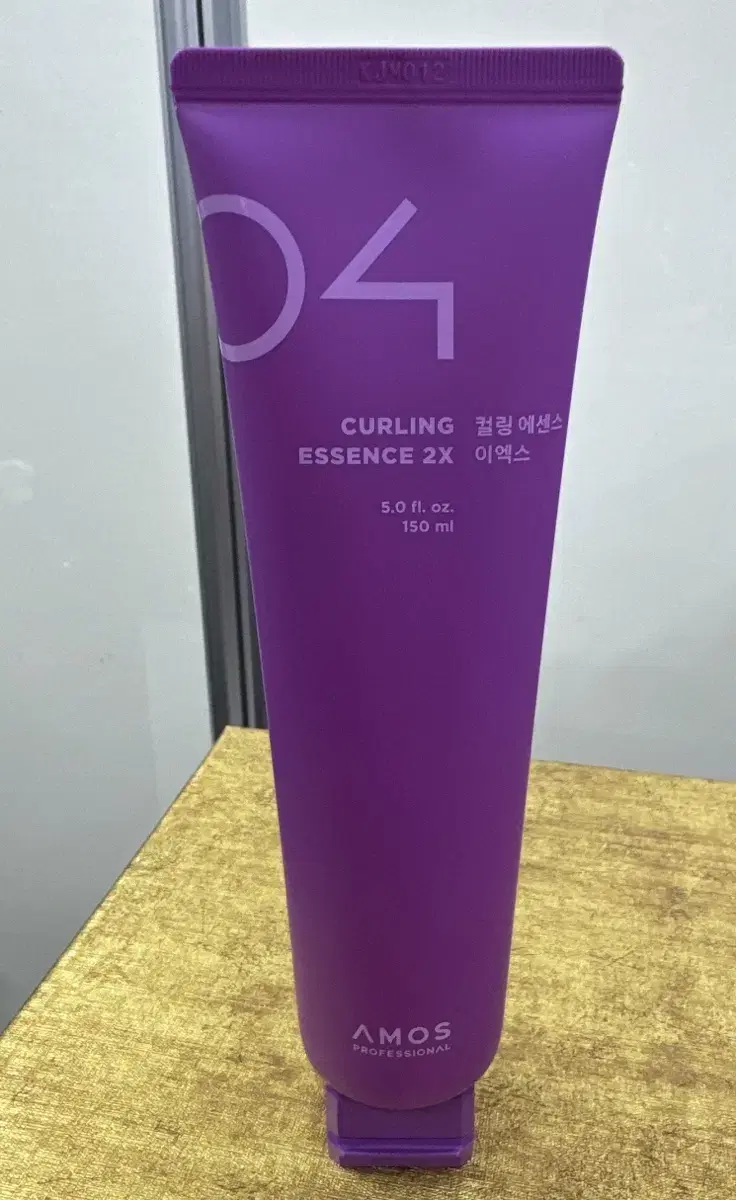 04
CURLING 컬링 에센스
ESSENCE 2X 이엑스
5.0 fl. oz.
150 ml
AMOS
PROFESSIONAL